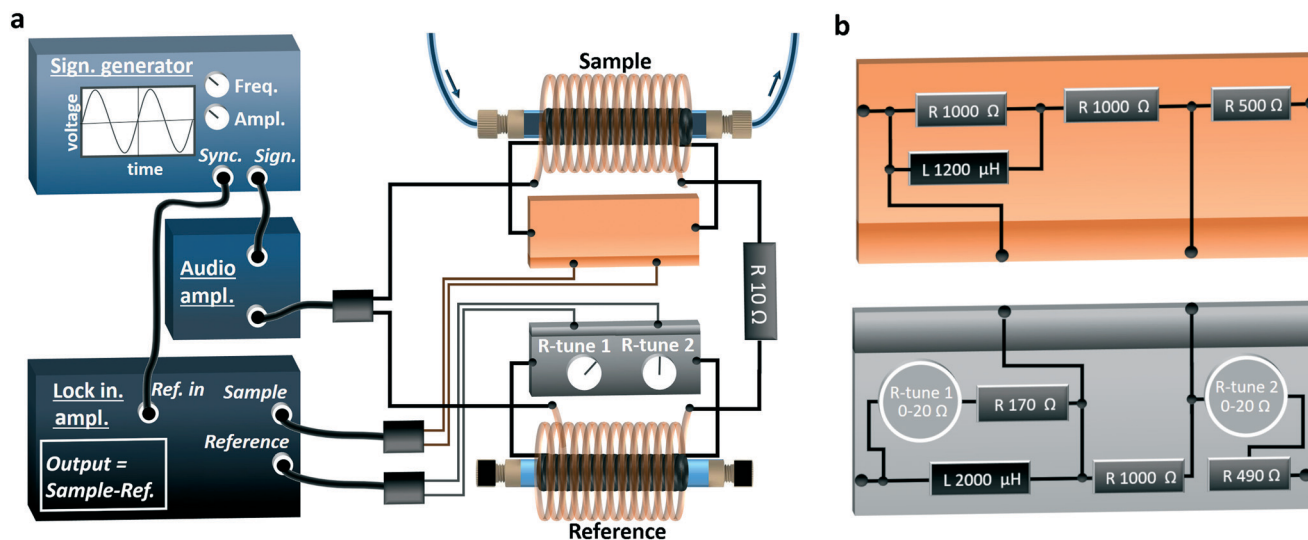 a
Sign. generator
voltage
time
Freq.
Ampl.
Sync. Sign.
Audio
ampl.
Lock in.
ampl.
Ref. in
Sample
Reference
Output =
Sample-Ref.
Sample
R 10 Ω
R-tune 1 R-tune 2
Reference
b
R 1000 Ω
R 1000 Ω
R 500 Ω
L 1200 µH
R-tune 1
0-20 Ω
R 170 Ω
R-tune 2
0-20 Ω
L 2000 µH
R 1000 Ω
R 490 Ω